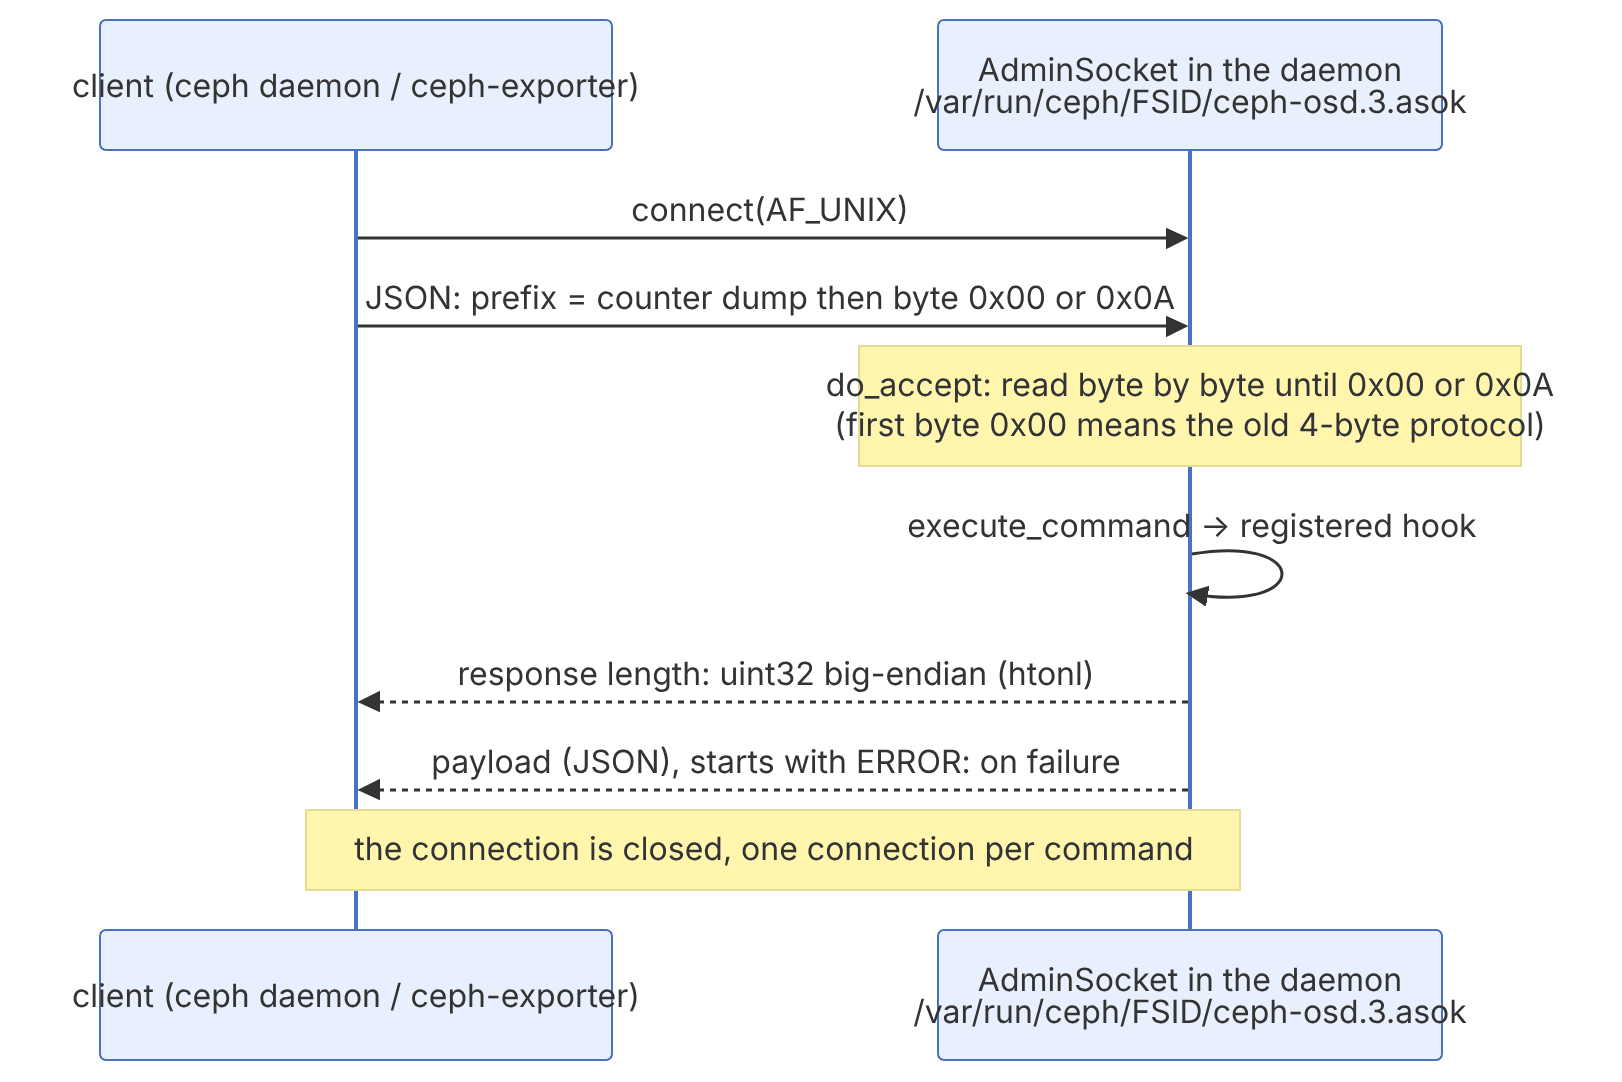 client (ceph daemon / ceph-exporter)
AdminSocket in the daemon
/var/run/ceph/FSID/ceph-osd.3.asok
connect(AF_UNIX)
JSON: prefix = counter dump then byte 0x00 or 0x0A
do_accept: read byte by byte until 0x00 or 0x0A
(first byte 0x00 means the old 4-byte protocol)
execute_command → registered hook
response length: uint32 big-endian (htonl)
payload (JSON), starts with ERROR: on failure
the connection is closed, one connection per command
client (ceph daemon / ceph-exporter)
AdminSocket in the daemon
/var/run/ceph/FSID/ceph-osd.3.asok